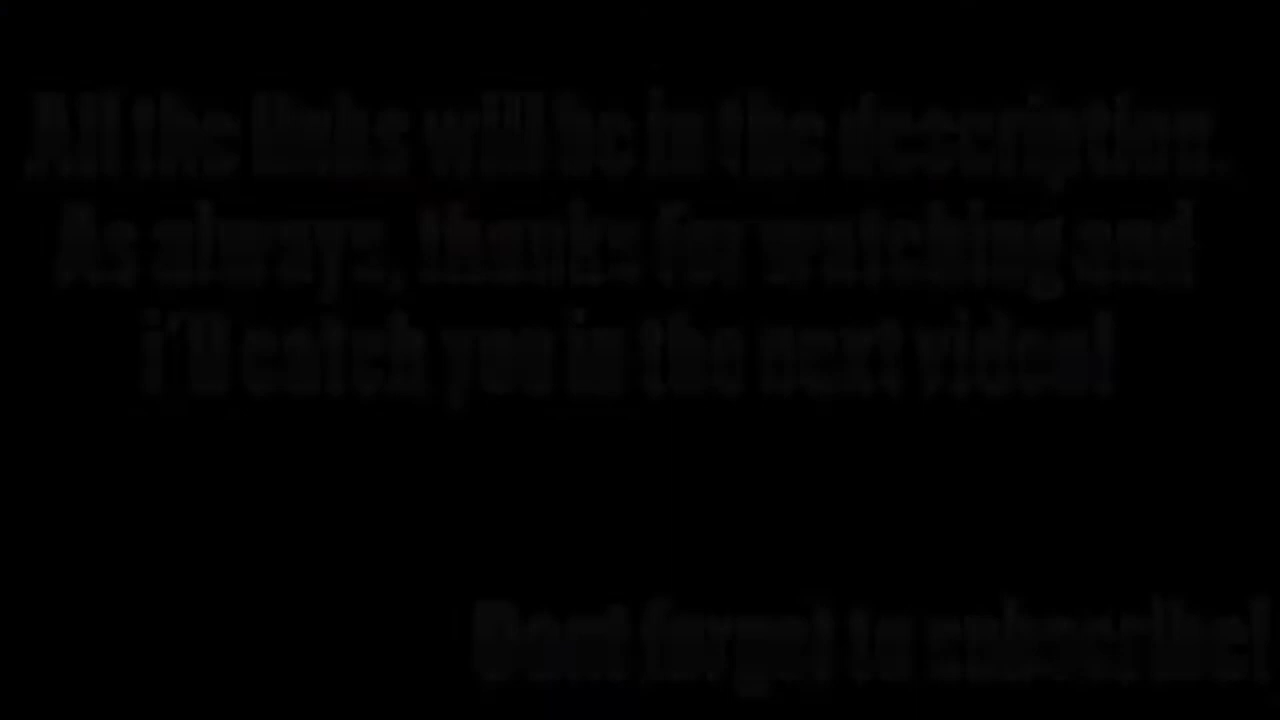 All the links will be in the description.
As always, thanks for watching and
i'll catch you in the next video!
Dont forget to subscribe!